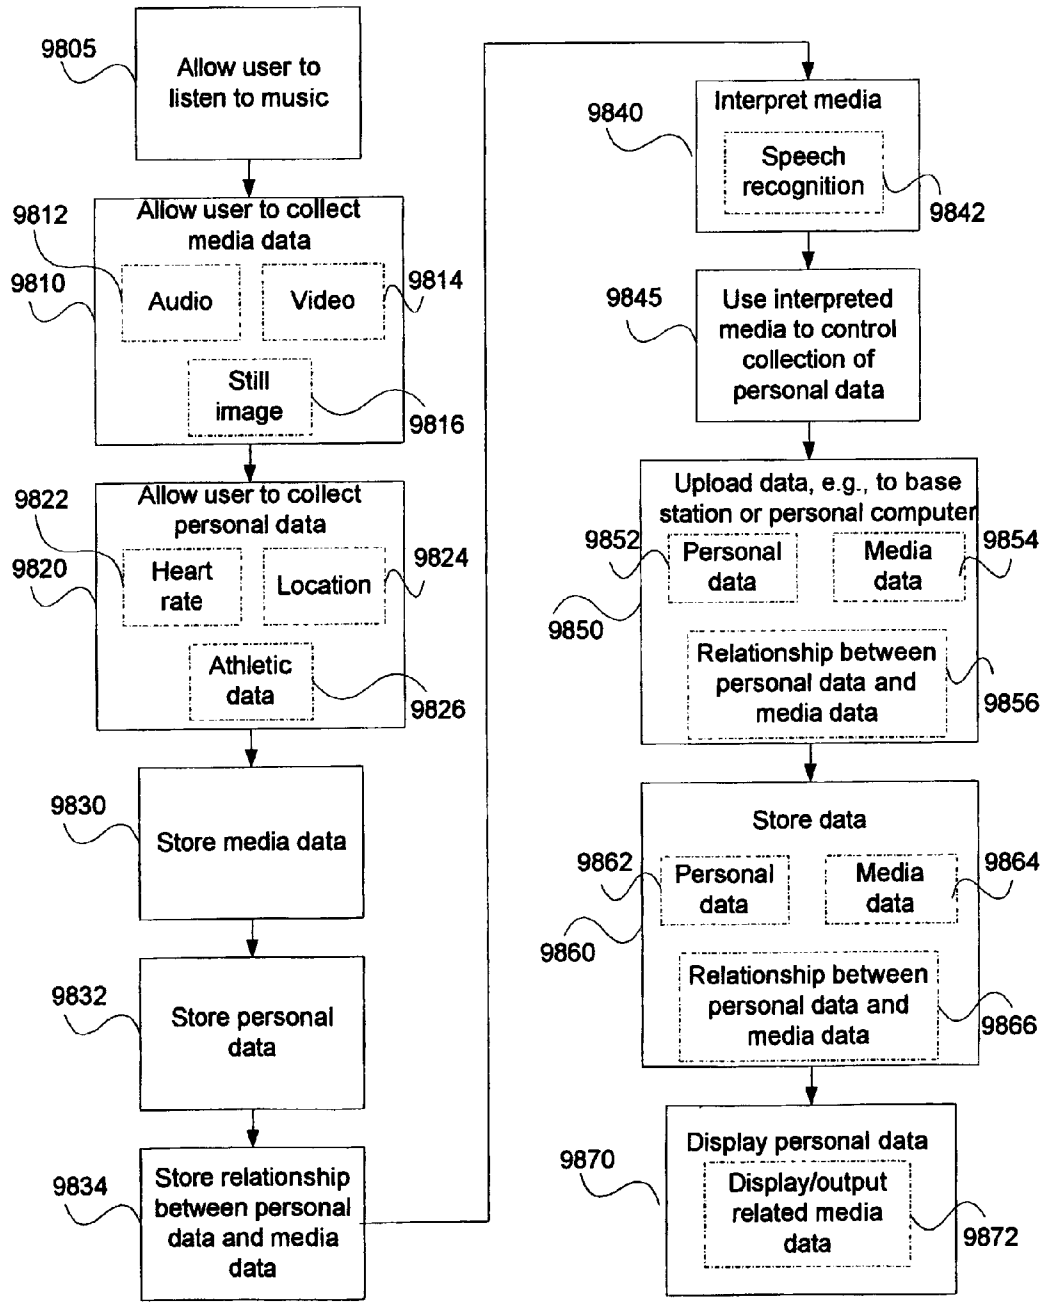 9805
Allow user to
listen to music
9812
9810
Allow user to collect
media data
9814
Audio
Video
Still
image
9816
9822
9820
Allow user to collect
personal data
9824
Heart
rate
Location
Athletic
data
9826
9830
Store media data
9832
Store personal
data
9834
Store relationship
between personal
data and media
data
9840
Interpret media
Speech
recognition
9842
9845
Use interpreted
media to control
collection of
personal data
Upload data, e.g., to base
station or personal computer
9852
Personal
data
Media
data
9854
9850
Relationship between
personal data and
media data
9856
Store data
9862
Personal
data
Media
data
9864
9860
Relationship between
personal data and
media data
9866
9870
Display personal data
Display/output
related media
data
9872